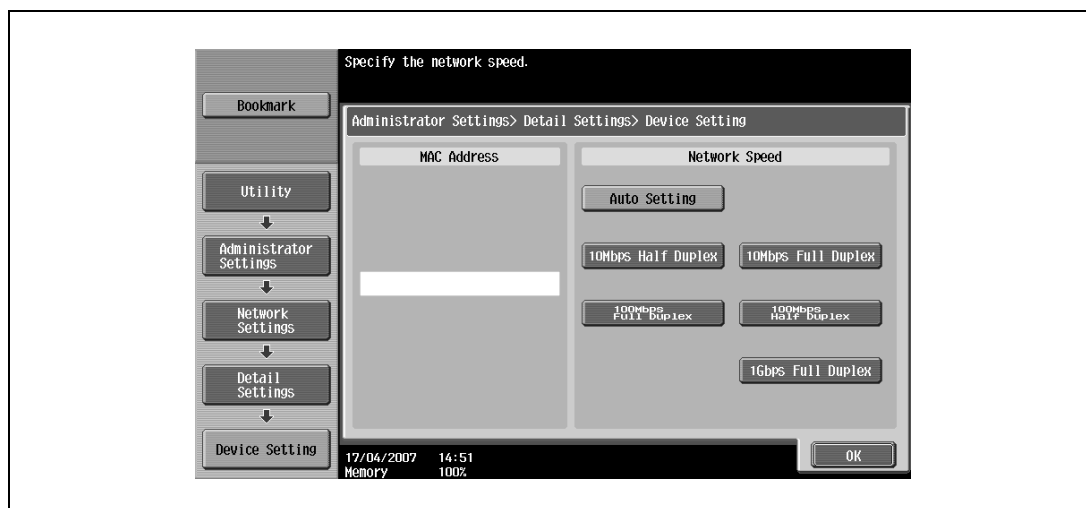 Specify the network speed.
Bookmark
Administrator Settings> Detail Settings> Device Setting
MAC Address
Network Speed
Utility
Auto Setting
Administrator
Settings
10Mbps Half Duplex
10Mbps Full Duplex
Network
Settings
100Mbps
Full Duplex
100Mbps
Half Duplex
Detail
Settings
1Gbps Full Duplex
Device Setting
17/04/2007 14:51
Memory 100%
OK